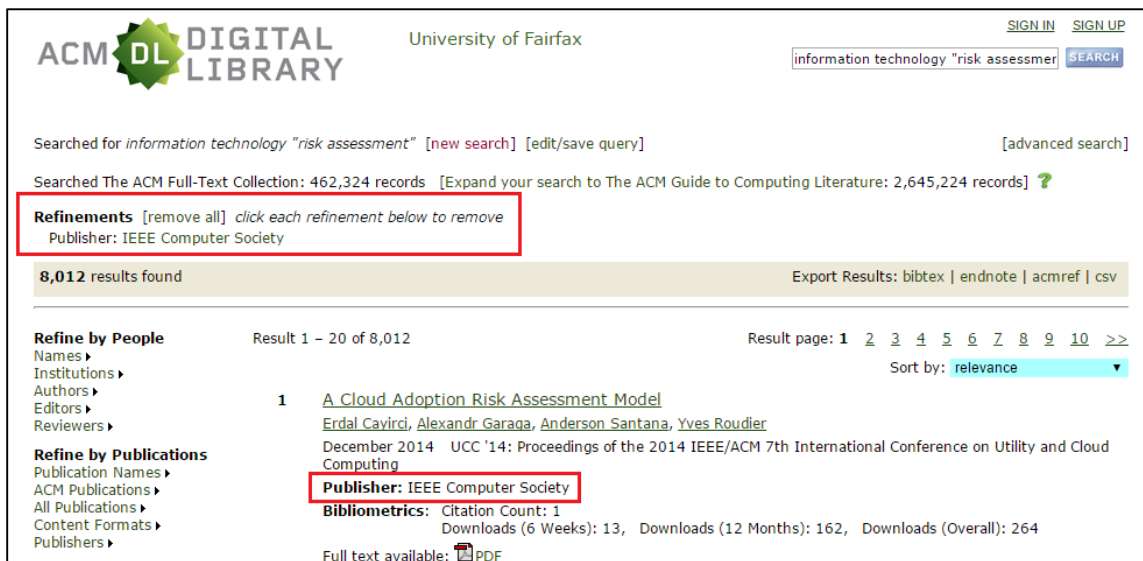 ACM DL DIGITAL LIBRARY
University of Fairfax
SIGN IN SIGN UP
information technology "risk assessmer SEARCH
Searched for information technology "risk assessment" [new search] [edit/save query] [advanced search]
Searched The ACM Full-Text Collection: 462,324 records [Expand your search to The ACM Guide to Computing Literature: 2,645,224 records] ?
Refinements [remove all] click each refinement below to remove
Publisher: IEEE Computer Society
8,012 results found Export Results: bibtex | endnote | acmref | csv
Refine by People
Names
Institutions
Authors
Editors
Reviewers
Refine by Publications
Publication Names
ACM Publications
All Publications
Content Formats
Publishers
Result 1 – 20 of 8,012 Result page: 1 2 3 4 5 6 7 8 9 10 >>
Sort by: relevance
1 A Cloud Adoption Risk Assessment Model
Erdal Cayirci, Alexandr Garaga, Anderson Santana, Yves Roudier
December 2014 UCC '14: Proceedings of the 2014 IEEE/ACM 7th International Conference on Utility and Cloud
Computing
Publisher: IEEE Computer Society
Bibliometrics: Citation Count: 1
Downloads (6 Weeks): 13, Downloads (12 Months): 162, Downloads (Overall): 264
Full text available: PDF